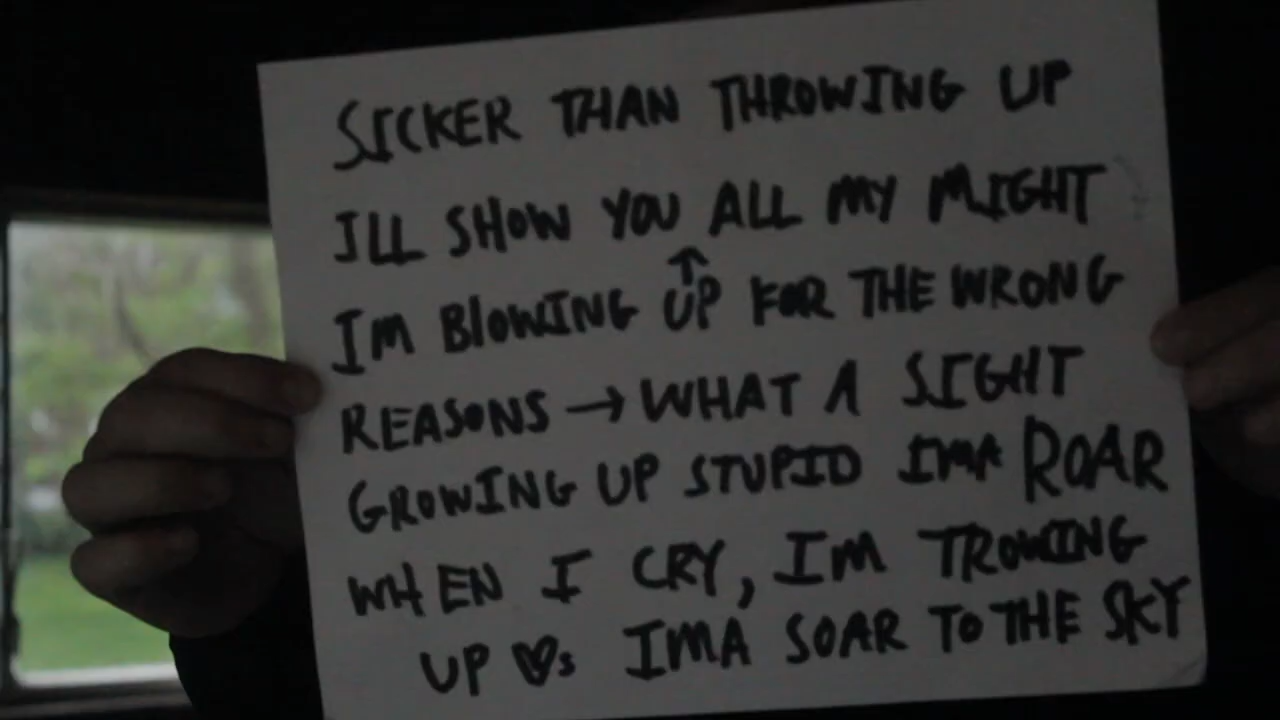 SICKER THAN THROWING UP
ILL SHOW YOU ALL MY MIGHT
IM BlOWING UP FOR THE WRONG
REASONS → WHAT A SIGHT
GROWING UP STUPID IMA ROAR
WHEN I CRY, IM TROWING
UP ♥s IMA SOAR TO THE SKY